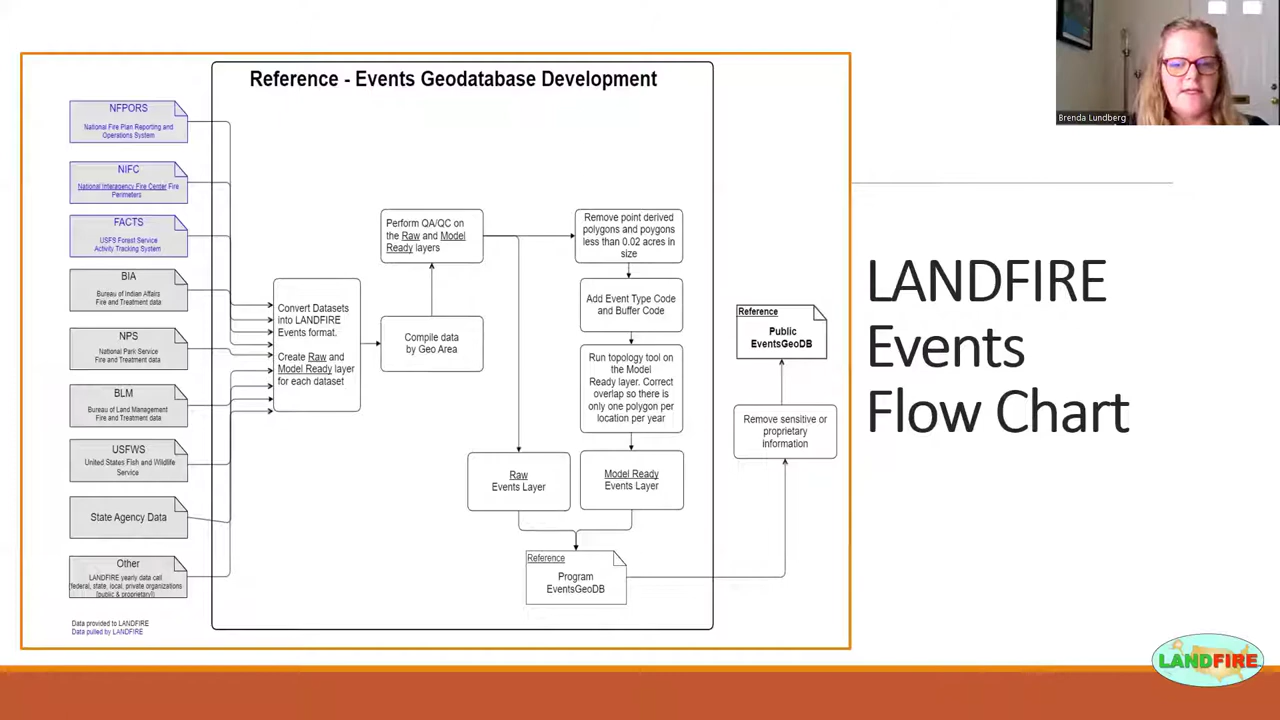 Reference - Events Geodatabase Development
NFPORS
National Fire Plan Reporting and
Operations System
NIFC
National Interagency Fire Center Fire
Perimeters
FACTS
USFS Forest Service
Activity Tracking System
BIA
Bureau of Indian Affairs
Fire and Treatment data
NPS
National Park Service
Fire and Treatment data
BLM
Bureau of Land Management
Fire and Treatment data
USFWS
United States Fish and Wildlife
Service
State Agency Data
Other
LANDFIRE yearly data call
(federal, state, local, private organizations
(public & proprietary))
Data provided to LANDFIRE
Data pulled by LANDFIRE
Convert Datasets
into LANDFIRE
Events format.
Create Raw and
Model Ready layer
for each dataset
Compile data
by Geo Area
Perform QA/QC on
the Raw and Model
Ready layers
Remove point derived
polygons and poygons
less than 0.02 acres in
size
Add Event Type Code
and Buffer Code
Run topology tool on
the Model
Ready layer. Correct
overlap so there is
only one polygon per
location per year
Raw
Events Layer
Model Ready
Events Layer
Reference
Program
EventsGeoDB
Remove sensitive or
proprietary
information
Reference
Public
EventsGeoDB
LANDFIRE
Events
Flow Chart
Brenda Lundberg
LANDFIRE